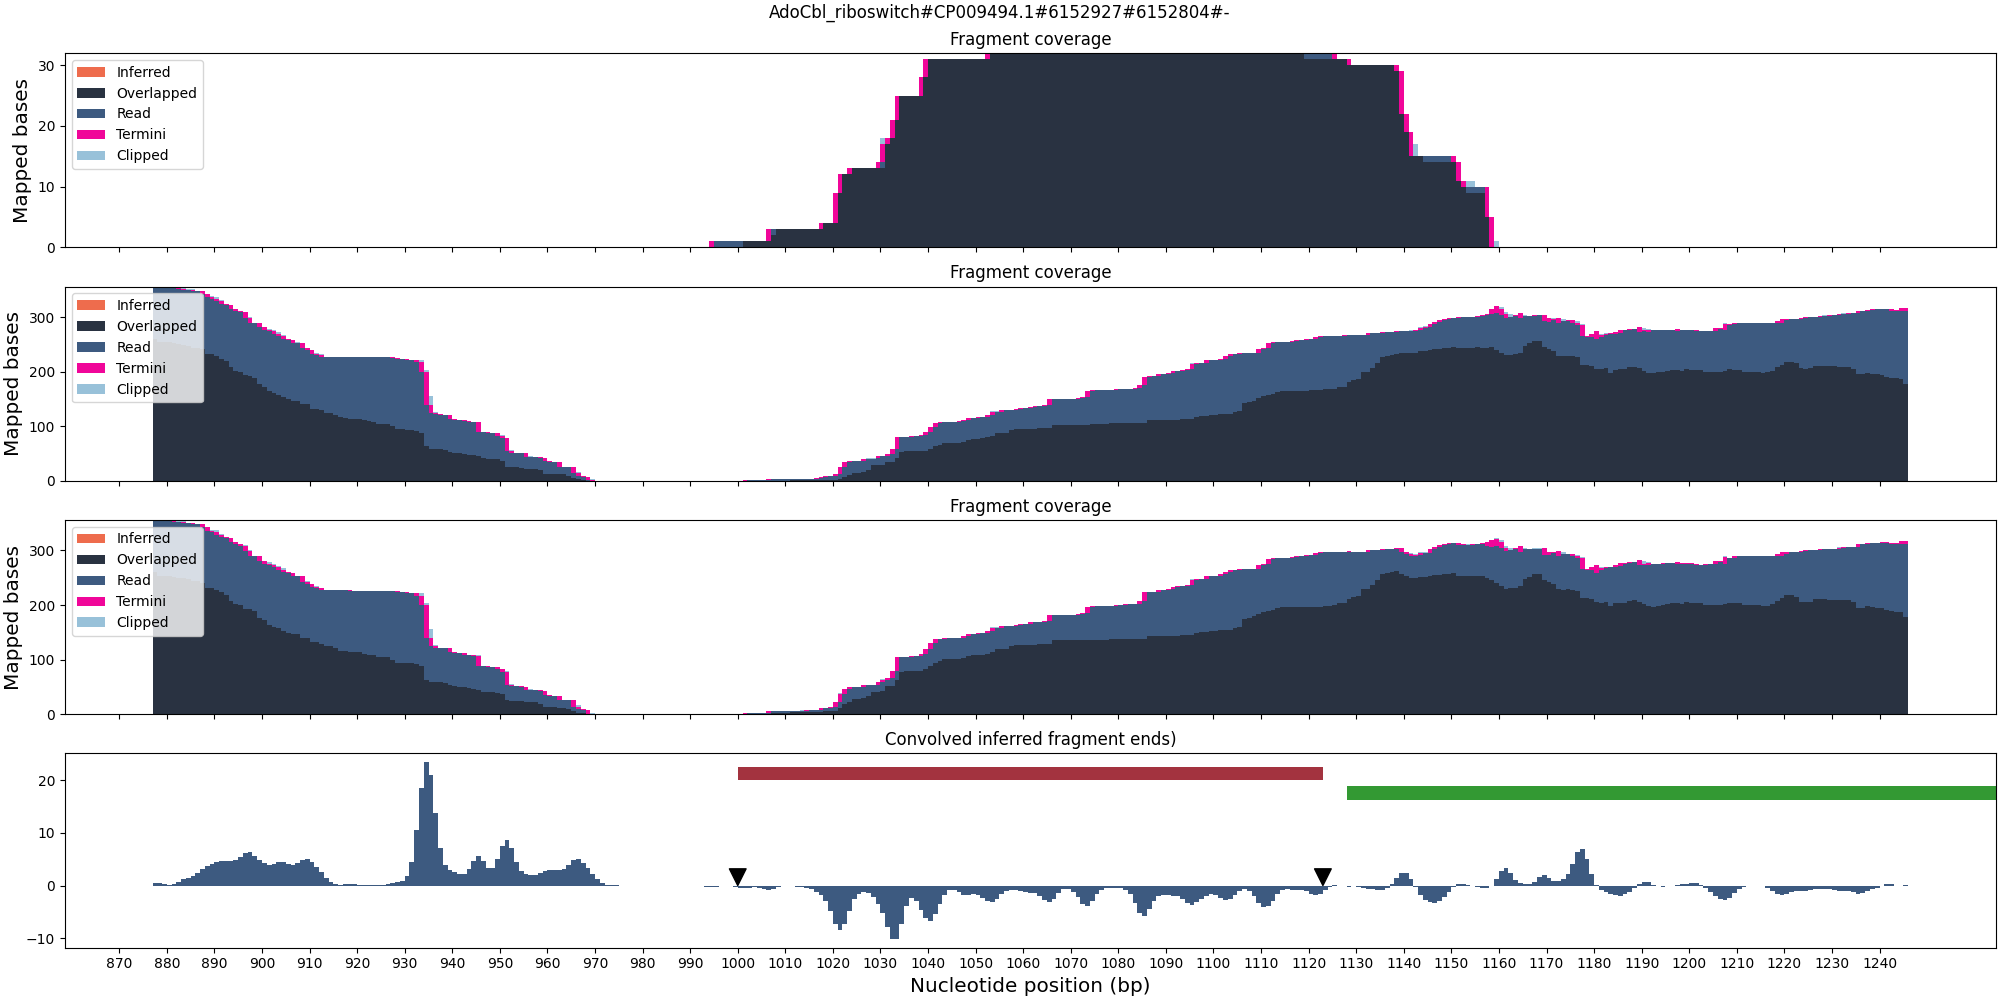 AdoCbl_riboswitch#CP009494.1#6152927#6152804#-
Fragment coverage
Mapped bases
30
20
10
0
Inferred
Overlapped
Read
Termini
Clipped
Fragment coverage
Mapped bases
300
200
100
0
Inferred
Overlapped
Read
Termini
Clipped
Fragment coverage
Mapped bases
300
200
100
0
Inferred
Overlapped
Read
Termini
Clipped
Convolved inferred fragment ends)
20
10
0
−10
870 880 890 900 910 920 930 940 950 960 970 980 990 1000 1010 1020 1030 1040 1050 1060 1070 1080 1090 1100 1110 1120 1130 1140 1150 1160 1170 1180 1190 1200 1210 1220 1230 1240
Nucleotide position (bp)